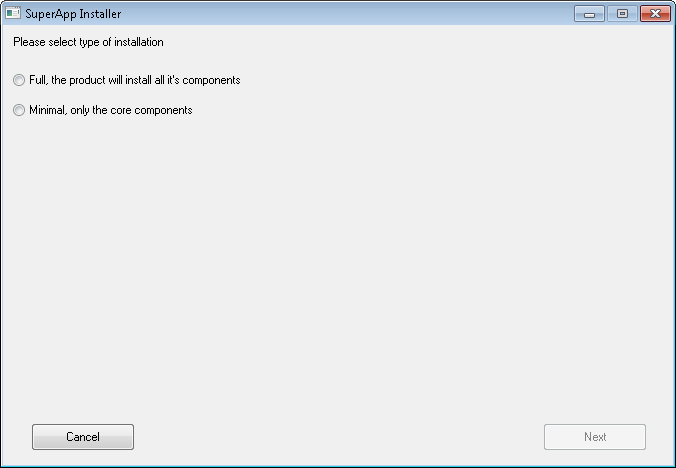 SuperApp Installer
Please select type of installation
Full, the product will install all it's components
Minimal, only the core components
Cancel
Next